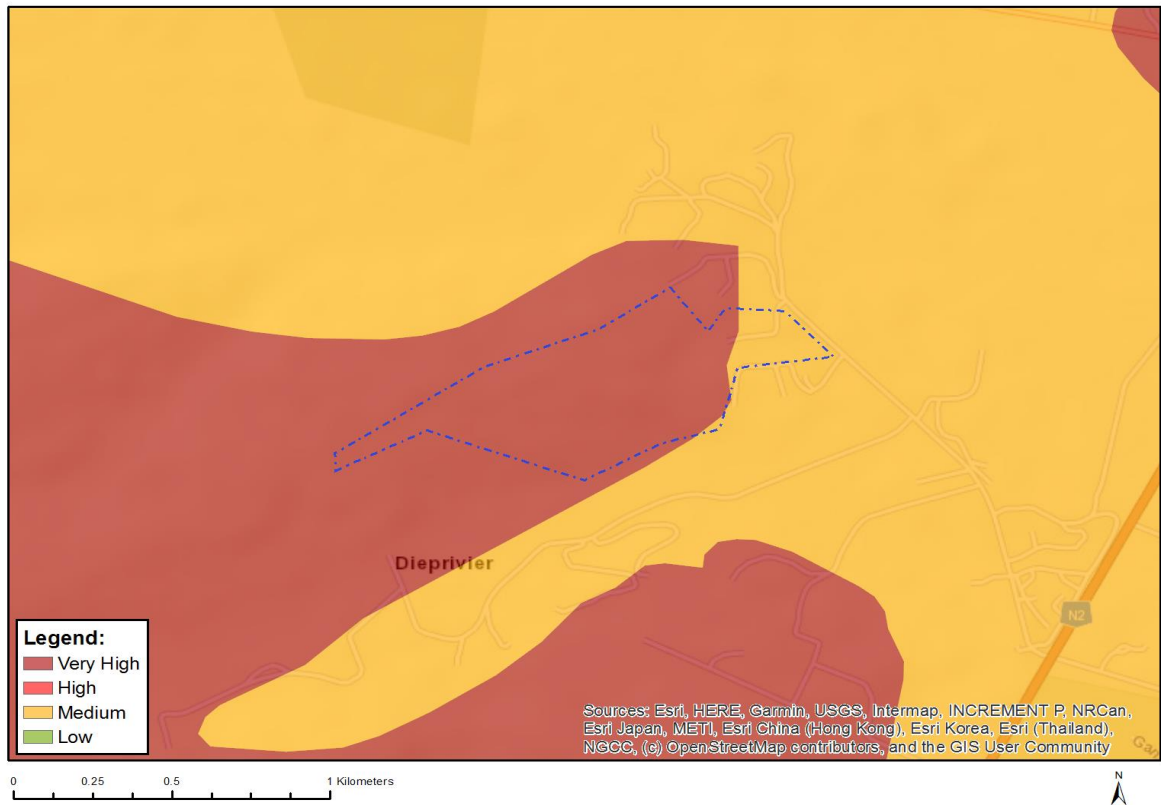 Dieprivier
N2
Legend:
Very High
High
Medium
Low
Sources: Esri, HERE, Garmin, USGS, Intermap, INCREMENT P, NRCan,
Esri Japan, METI, Esri China (Hong Kong), Esri Korea, Esri (Thailand),
NGCC, (c) OpenStreetMap contributors, and the GIS User Community
0 0.25 0.5 1 Kilometers
N